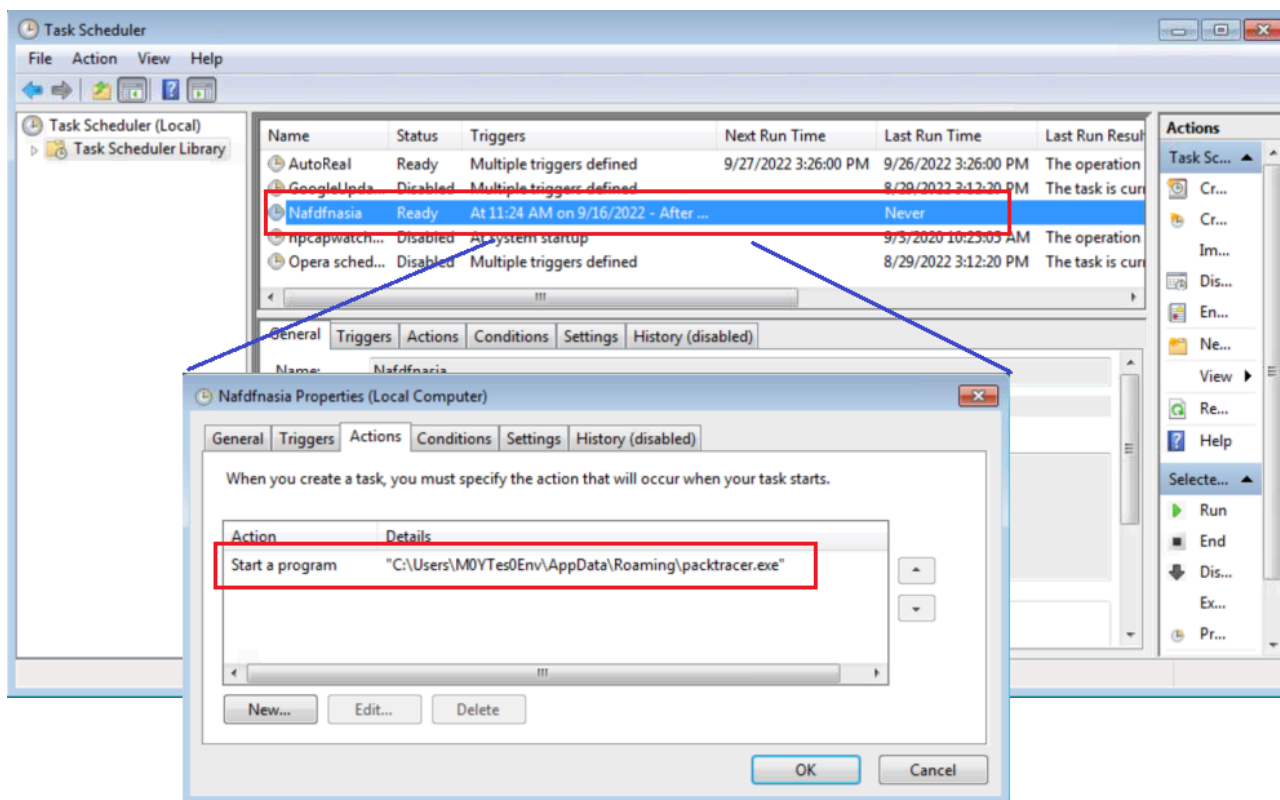 Task Scheduler
File Action View Help
Task Scheduler (Local)
Task Scheduler Library
Name Status Triggers Next Run Time Last Run Time Last Run Result
AutoReal Ready Multiple triggers defined 9/27/2022 3:26:00 PM 9/26/2022 3:26:00 PM The operation
GoogleUpda... Disabled Multiple triggers defined 8/29/2022 3:12:20 PM The task is curr
Nafdfnasia Ready At 11:24 AM on 9/16/2022 - After ... Never
npcapwatch... Disabled At system startup 9/3/2020 10:23:03 AM The operation
Opera sched... Disabled Multiple triggers defined 8/29/2022 3:12:20 PM The task is curr
General Triggers Actions Conditions Settings History (disabled)
Name: Nafdfnasia
Actions
Task Sc...
Cr...
Cr...
Im...
Dis...
En...
Ne...
View
Re...
Help
Selecte...
Run
End
Dis...
Ex...
Pr...
Nafdfnasia Properties (Local Computer)
General Triggers Actions Conditions Settings History (disabled)
When you create a task, you must specify the action that will occur when your task starts.
Action Details
Start a program "C:\Users\M0YTes0Env\AppData\Roaming\packtracer.exe"
New... Edit... Delete
OK Cancel